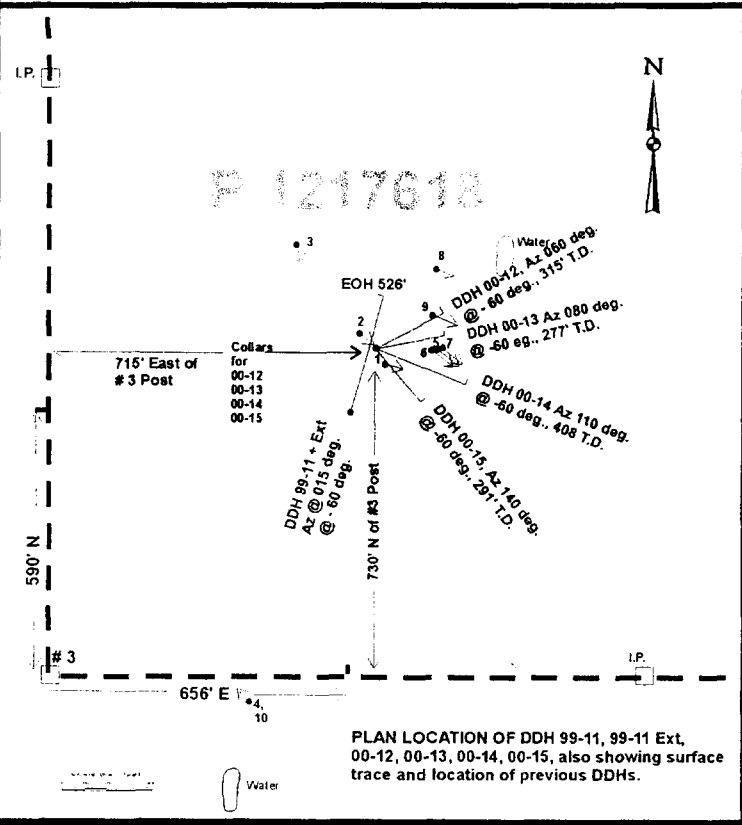 I.P.
N
P 1217618
3
Water
8
EOH 526'
DDH 00-12, Az 060 deg.
@ - 60 deg., 315' T.D.
9
2
DDH 00-13 Az 080 deg.
@ -60 eg., 277' T.D.
1
6
5
7
715' East of
# 3 Post
Collars
for
00-12
00-13
00-14
00-15
DDH 00-14 Az 110 deg.
@ -60 deg., 408 T.D.
DDH 00-15, Az 140 deg.
@ -60 deg., 291' T.D.
DDH 99-11 + Ext
Az @ 015 deg.
@ - 60 deg.
730' N of #3 Post
590' N
# 3
I.P.
656' E
4,
10
PLAN LOCATION OF DDH 99-11, 99-11 Ext,
00-12, 00-13, 00-14, 00-15, also showing surface
trace and location of previous DDHs.
Water